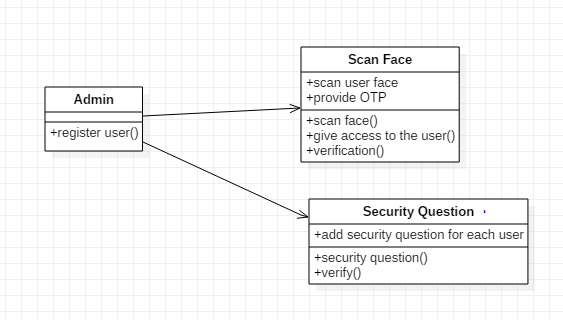 Admin
+register user()
Scan Face
+scan user face
+provide OTP
+scan face()
+give access to the user()
+verification()
Security Question
+add security question for each user
+security question()
+verify()